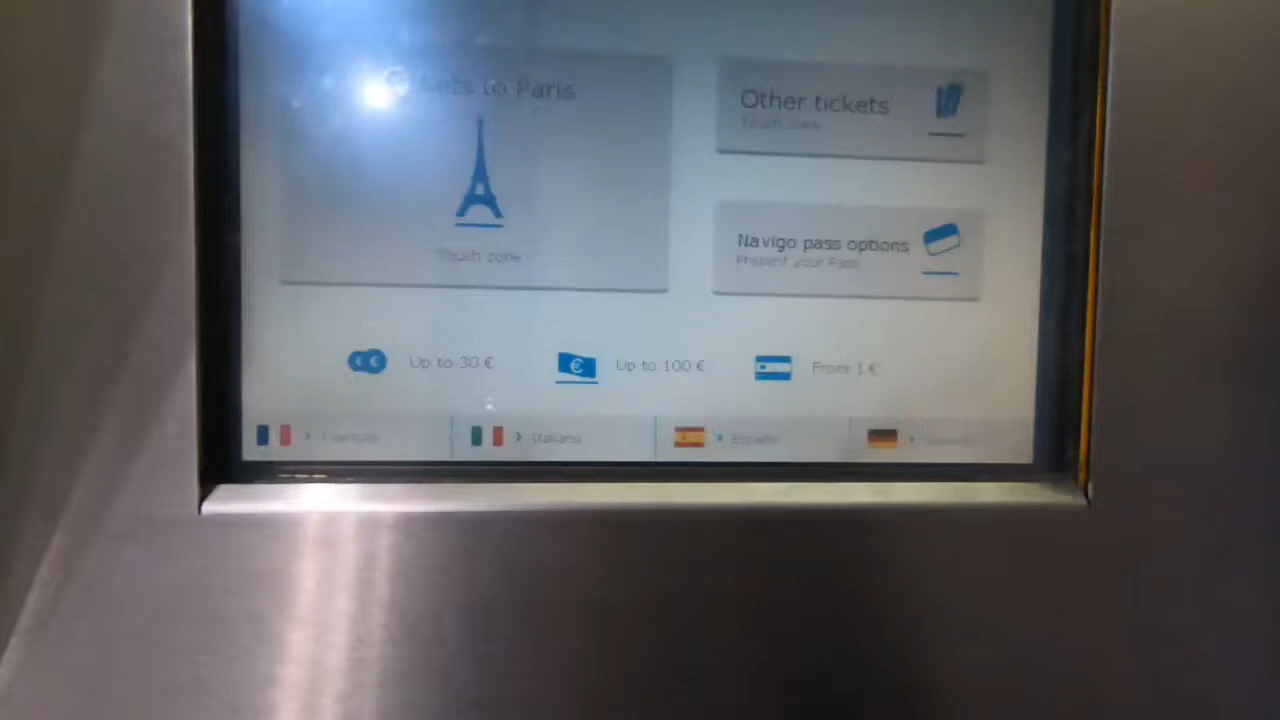 to Paris
Touch zone
Other tickets
Touch zone
Navigo pass options
Present your Pass
Up to 30 €
Up to 100 €
From 1 €
Français
Italiano
Español